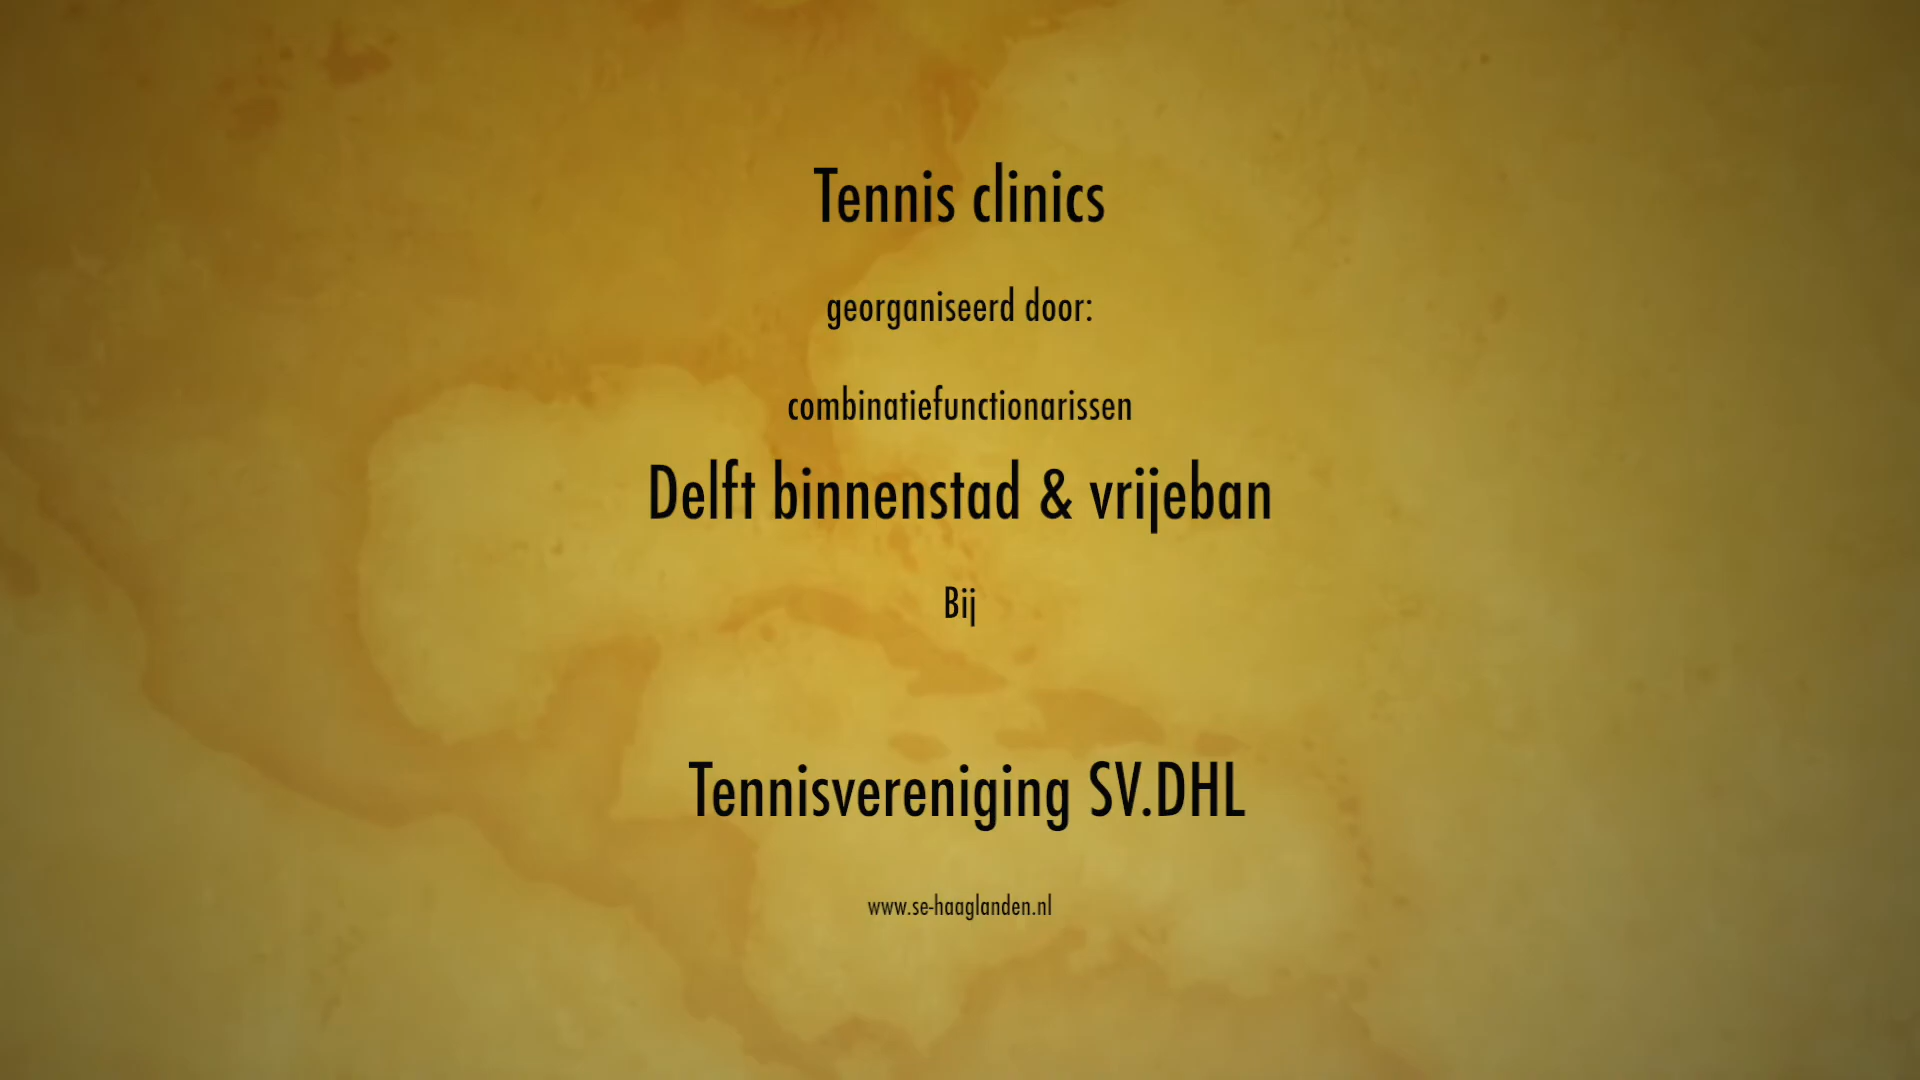 Tennis clinics
georganiseerd door:
combinatiefunctionarissen
Delft binnenstad & vrijeban
Bij
Tennisvereniging SV.DHL
www.se-haaglanden.nl